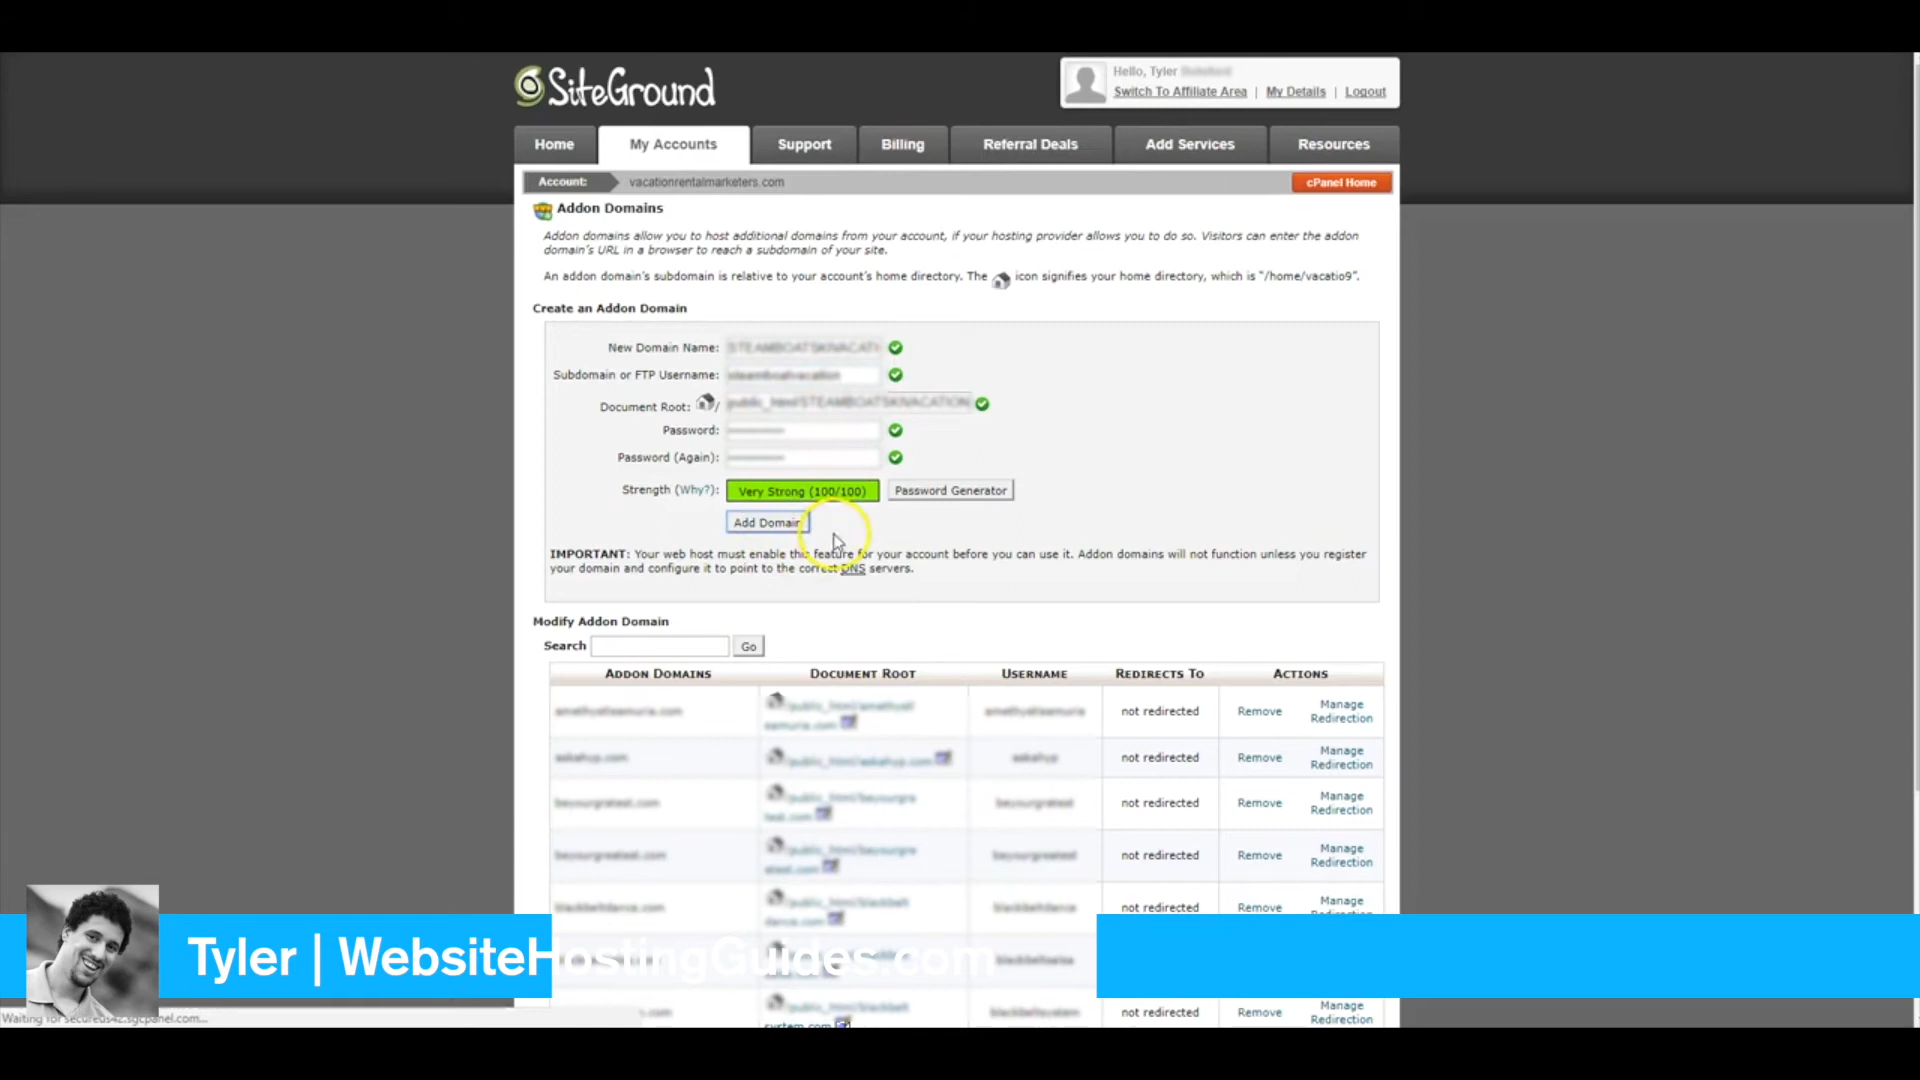 SiteGround
Hello, Tyler
Switch To Affiliate Area | My Details | Logout
Home My Accounts Support Billing Referral Deals Add Services Resources
Account: vacationrentalmarketers.com cPanel Home
Addon Domains
Addon domains allow you to host additional domains from your account, if your hosting provider allows you to do so. Visitors can enter the addon
domain's URL in a browser to reach a subdomain of your site.
An addon domain's subdomain is relative to your account's home directory. The icon signifies your home directory, which is "/home/vacatio9".
Create an Addon Domain
New Domain Name:
Subdomain or FTP Username:
Document Root: /
Password:
Password (Again):
Strength (Why?): Very Strong (100/100) Password Generator
Add Domain
IMPORTANT: Your web host must enable this feature for your account before you can use it. Addon domains will not function unless you register
your domain and configure it to point to the correct DNS servers.
Modify Addon Domain
Search Go
ADDON DOMAINS DOCUMENT ROOT USERNAME REDIRECTS TO ACTIONS
not redirected Remove Manage Redirection
not redirected Remove Manage Redirection
not redirected Remove Manage Redirection
not redirected Remove Manage Redirection
not redirected Remove Manage
Tyler | WebsiteHostingGuides.com
Manage Redirection
Waiting for secureus42.sgcpanel.com...